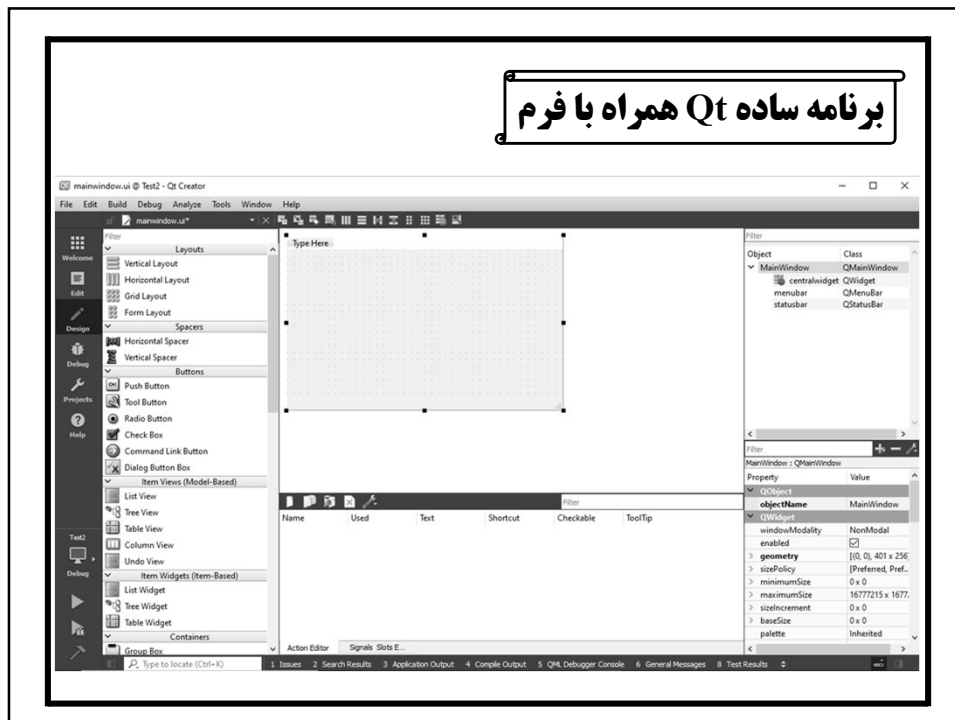 برنامه ساده Qt همراه با فرم
mainwindow.ui @ Test2 - Qt Creator
File Edit Build Debug Analyze Tools Window Help
mainwindow.ui*
Welcome
Edit
Design
Debug
Projects
Help
Test2
Debug
Filter
Layouts
Vertical Layout
Horizontal Layout
Grid Layout
Form Layout
Spacers
Horizontal Spacer
Vertical Spacer
Buttons
OK Push Button
Tool Button
Radio Button
Check Box
Command Link Button
Dialog Button Box
Item Views (Model-Based)
List View
Tree View
Table View
Column View
Undo View
Item Widgets (Item-Based)
List Widget
Tree Widget
Table Widget
Containers
Group Box
Type Here
Filter
Name Used Text Shortcut Checkable ToolTip
Action Editor Signals Slots E...
Filter
Object Class
MainWindow QMainWindow
centralwidget QWidget
menubar QMenuBar
statusbar QStatusBar
Filter
MainWindow : QMainWindow
Property Value
QObject
objectName MainWindow
QWidget
windowModality NonModal
enabled
geometry [(0, 0), 401 x 256]
sizePolicy [Preferred, Pref...
minimumSize 0 x 0
maximumSize 16777215 x 1677...
sizeIncrement 0 x 0
baseSize 0 x 0
palette Inherited
Type to locate (Ctrl+K) 1 Issues 2 Search Results 3 Application Output 4 Compile Output 5 QML Debugger Console 6 General Messages 8 Test Results